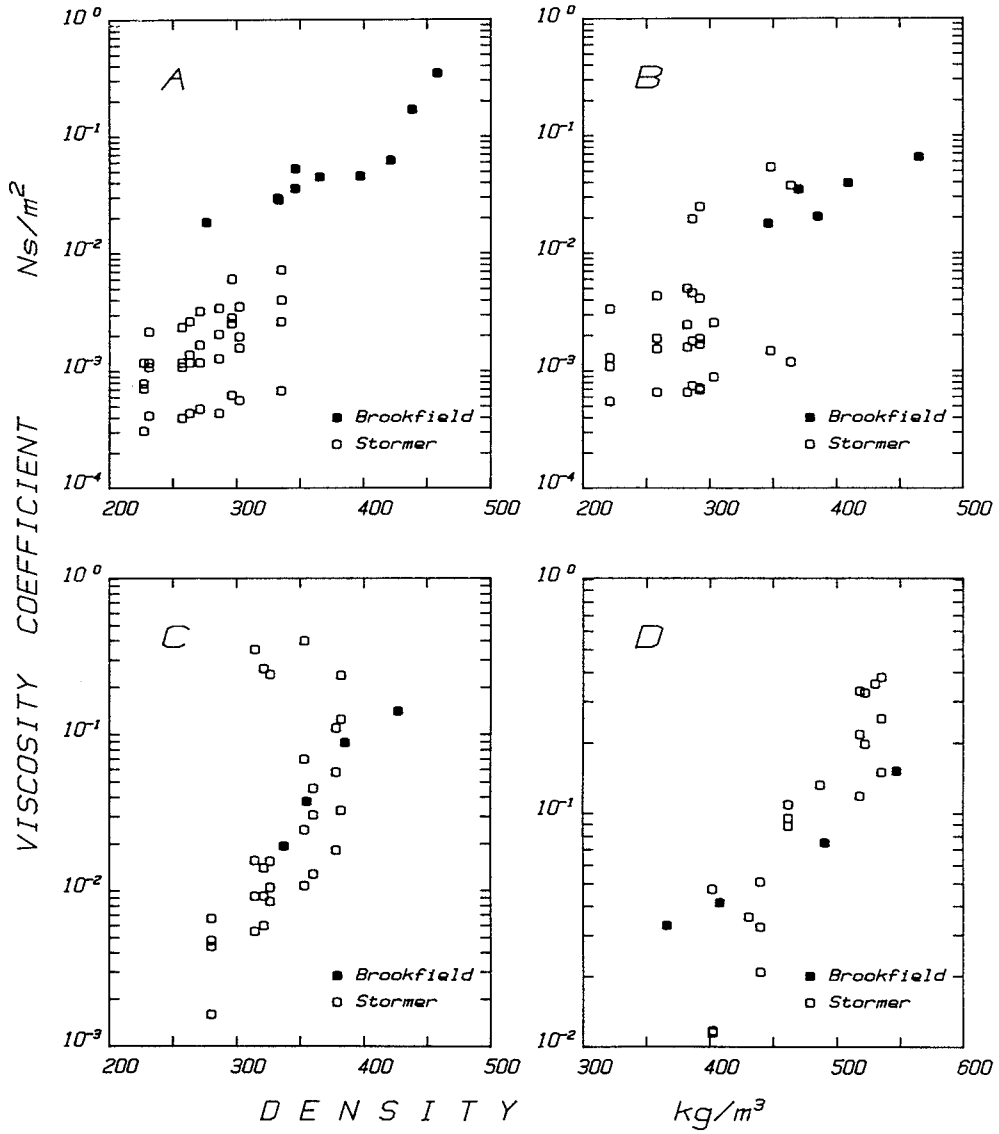 VISCOSITY COEFFICIENT Ns/m²
A
10⁰
10⁻¹
10⁻²
10⁻³
10⁻⁴
200 300 400 500
Brookfield
Stormer
B
10⁰
10⁻¹
10⁻²
10⁻³
10⁻⁴
200 300 400 500
Brookfield
Stormer
C
10⁰
10⁻¹
10⁻²
10⁻³
200 300 400 500
Brookfield
Stormer
D
10⁰
10⁻¹
10⁻²
300 400 500 600
Brookfield
Stormer
DENSITY kg/m³